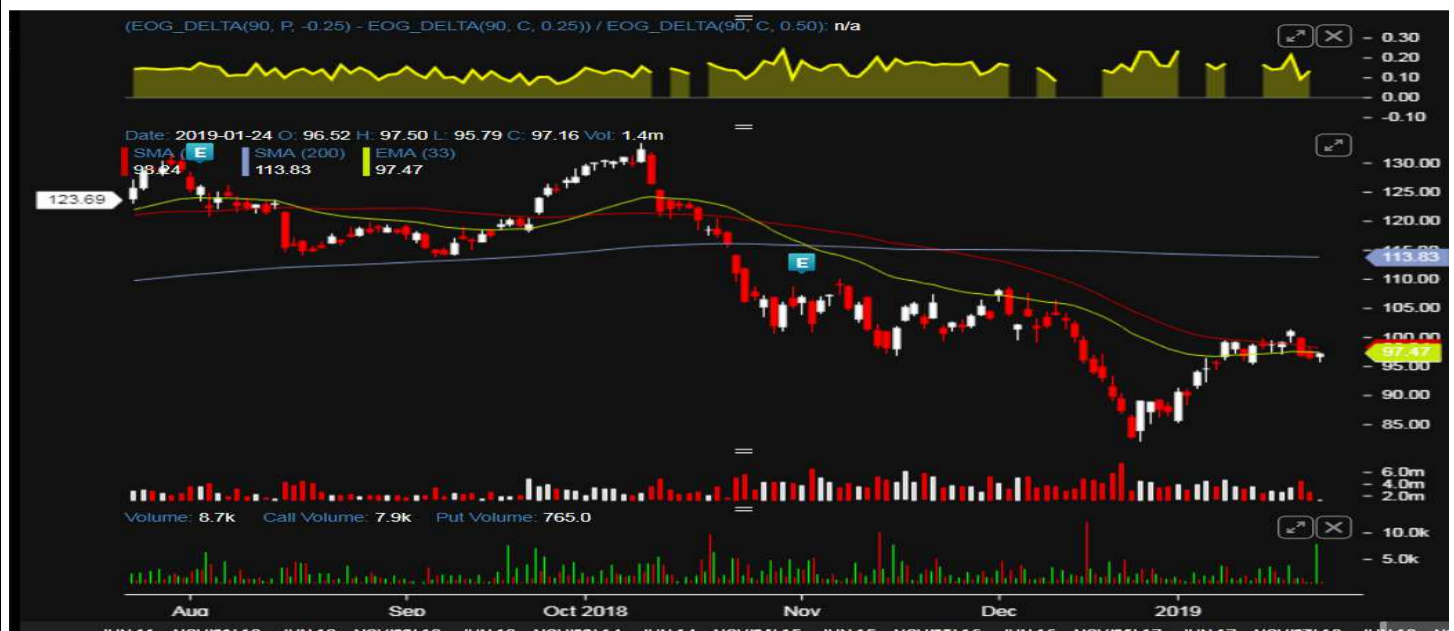 (EOG_DELTA(90, P, -0.25) - EOG_DELTA(90, C, 0.25)) / EOG_DELTA(90, C, 0.50): n/a
0.30
0.20
0.10
0.00
-0.10
Date: 2019-01-24 O: 96.52 H: 97.50 L: 95.79 C: 97.16 Vol: 1.4m
SMA ( E SMA (200) EMA (33)
98.24 113.83 97.47
130.00
125.00
123.69
120.00
115.00
113.83
E
110.00
105.00
100.00
97.47
95.00
90.00
85.00
6.0m
4.0m
2.0m
Volume: 8.7k Call Volume: 7.9k Put Volume: 765.0
10.0k
5.0k
Aug Sep Oct 2018 Nov Dec 2019